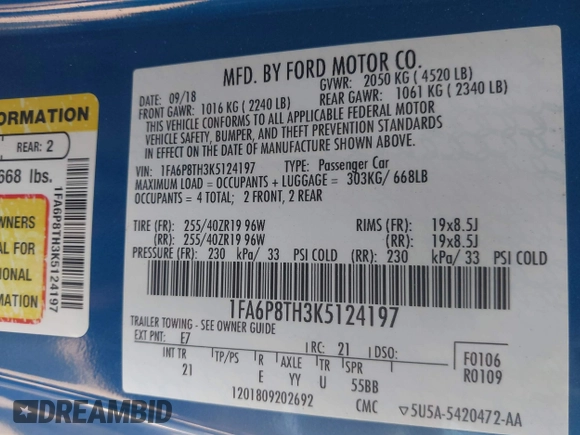 MFD. BY FORD MOTOR CO.
DATE: 09/18 GVWR: 2050 KG ( 4520 LB)
FRONT GAWR: 1016 KG ( 2240 LB) REAR GAWR: 1061 KG ( 2340 LB)
THIS VEHICLE CONFORMS TO ALL APPLICABLE FEDERAL MOTOR
VEHICLE SAFETY, BUMPER, AND THEFT PREVENTION STANDARDS
IN EFFECT ON THE DATE OF MANUFACTURE SHOWN ABOVE.
VIN: 1FA6P8TH3K5124197 TYPE: Passenger Car
MAXIMUM LOAD = OCCUPANTS + LUGGAGE = 303KG/ 668LB
OCCUPANTS = 4 TOTAL; 2 FRONT, 2 REAR
TIRE (FR): 255/40ZR19 96W RIMS (FR): 19x8.5J
(RR): 255/40ZR19 96W (RR): 19x8.5J
PRESSURE (FR): 230 kPa/ 33 PSI COLD (RR): 230 kPa/ 33 PSI COLD
1FA6P8TH3K5124197
TRAILER TOWING - SEE OWNER GUIDE
EXT PNT: E7 RC: 21 DSO:
INT TR TP/PS R AXLE TR SPR
21 E YY U 55BB
F0106
R0109
1201809202692 CMC ▽5U5A-5420472-AA
FORMATION
REAR: 2
668 lbs.
WNERS
AL FOR
IONAL
MATION
1FA6P8TH3K5124197
DREAMBID